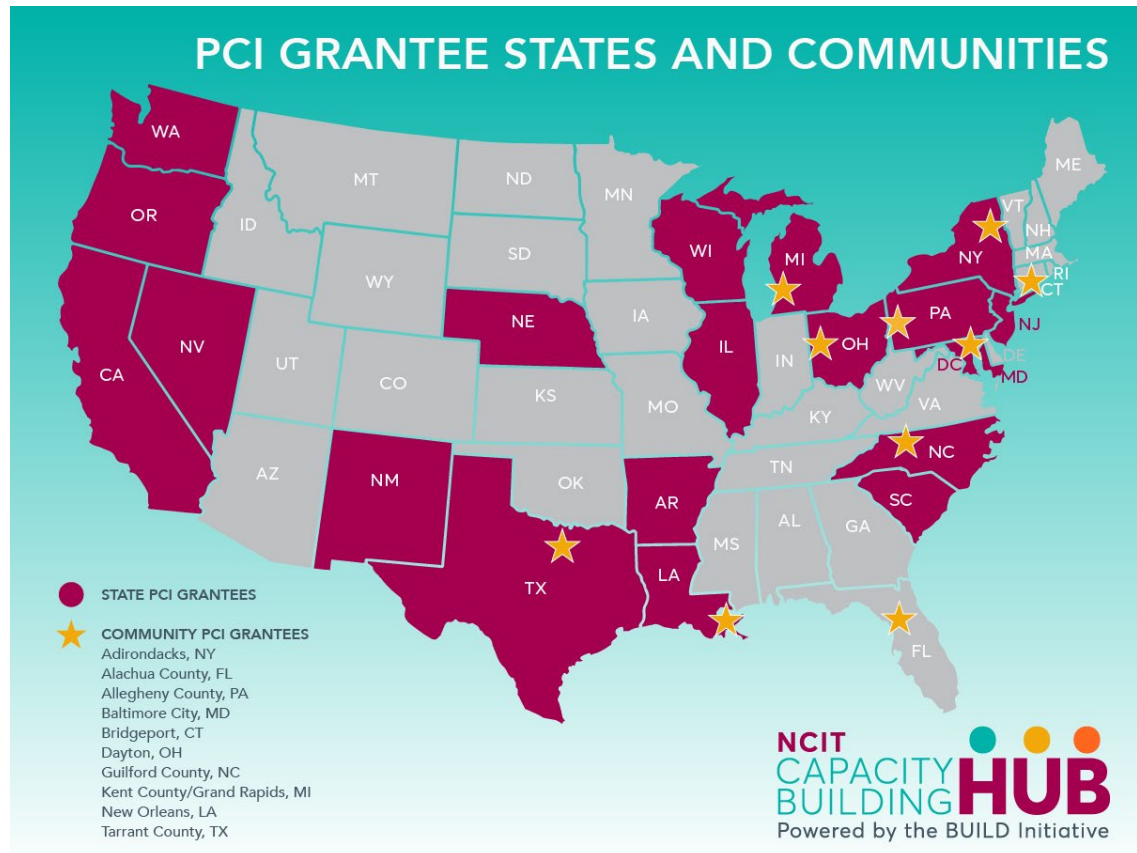 PCI GRANTEE STATES AND COMMUNITIES
WA
OR
CA
NV
ID
MT
WY
UT
AZ
CO
NM
ND
SD
NE
KS
OK
TX
MN
IA
MO
AR
LA
WI
IL
MI
IN
OH
KY
TN
MS
AL
GA
FL
SC
NC
VA
WV
DC
MD
DE
PA
NJ
NY
CT
RI
MA
VT
NH
ME
STATE PCI GRANTEES
COMMUNITY PCI GRANTEES
Adirondacks, NY
Alachua County, FL
Allegheny County, PA
Baltimore City, MD
Bridgeport, CT
Dayton, OH
Guilford County, NC
Kent County/Grand Rapids, MI
New Orleans, LA
Tarrant County, TX
NCIT
CAPACITY
BUILDING HUB
Powered by the BUILD Initiative